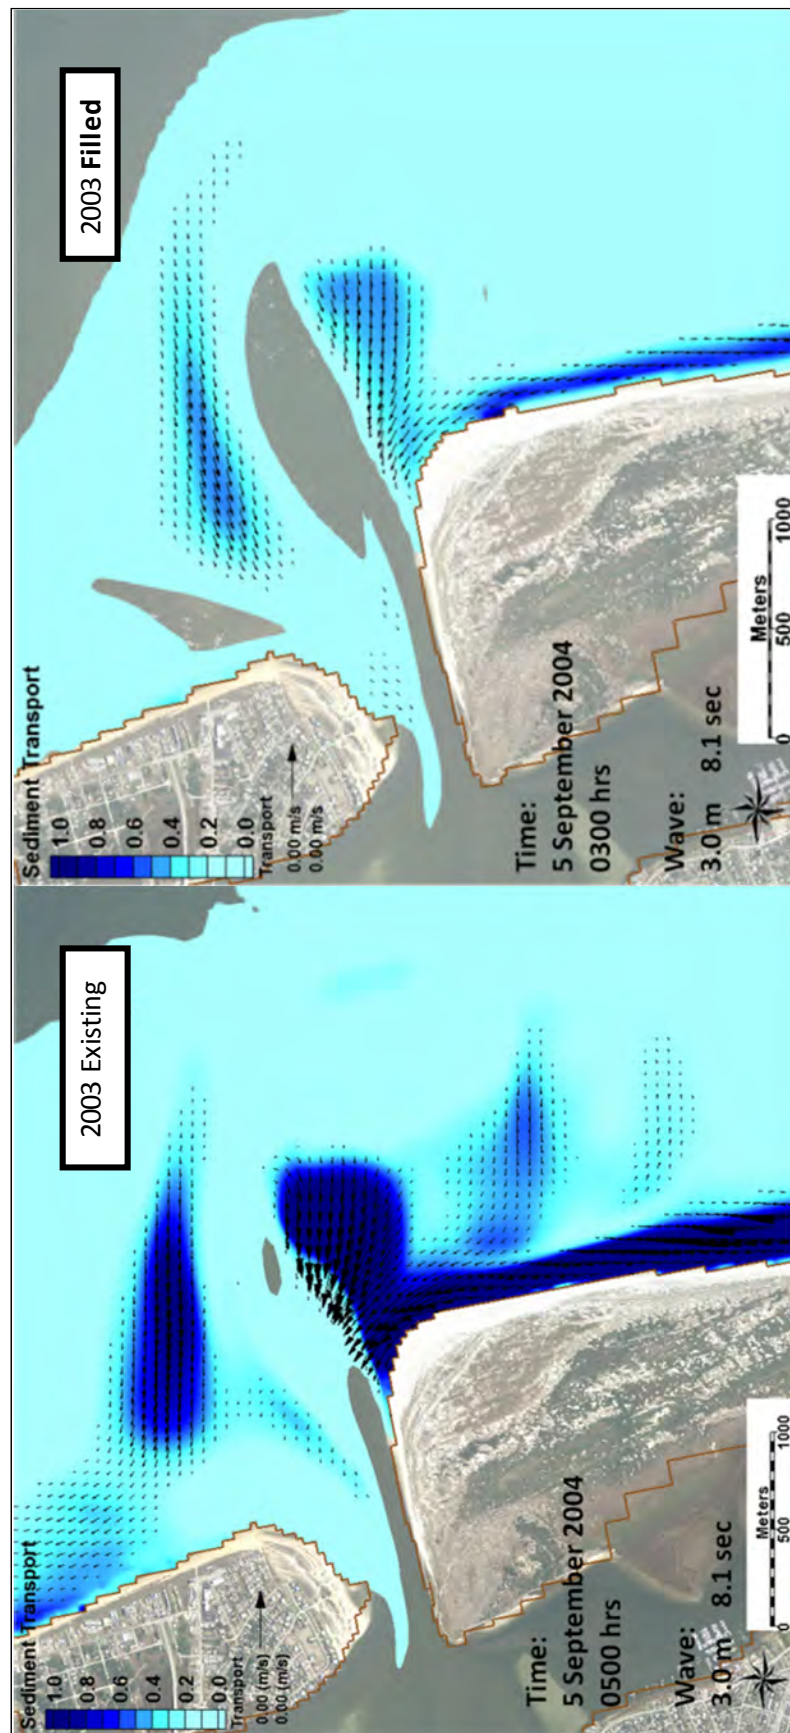 2003 Existing
Sediment Transport
1.0
0.8
0.6
0.4
0.2
0.0
Transport
0.00 (m/s)
0.00 (m/s)
Time:
5 September 2004
0500 hrs
Wave:
3.0 m 8.1 sec
Meters
0 500 1000
2003 Filled
Sediment Transport
1.0
0.8
0.6
0.4
0.2
0.0
Transport
0.00 m/s
0.00 m/s
Time:
5 September 2004
0300 hrs
Wave:
3.0 m 8.1 sec
Meters
0 500 1000